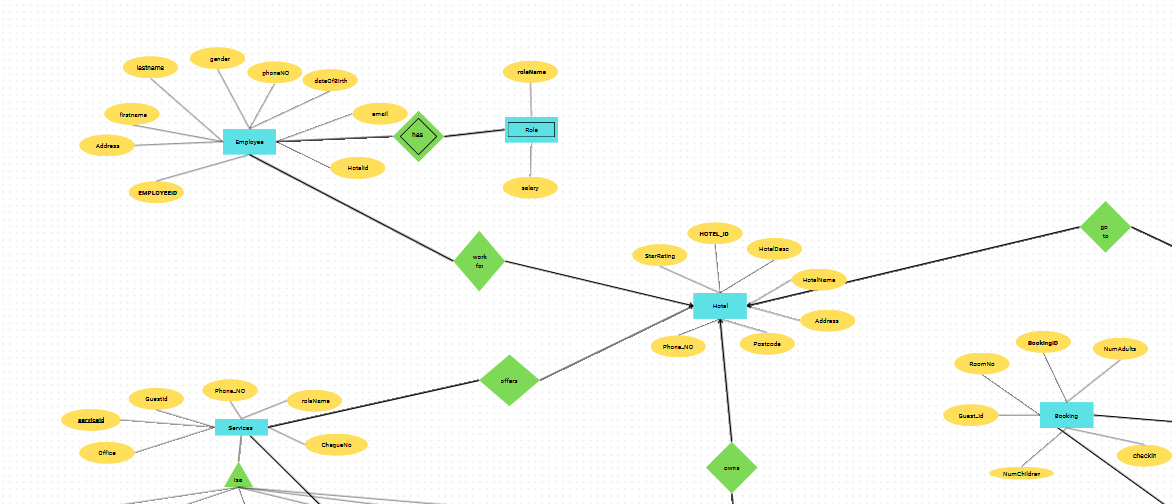 lastname
gender
phoneNO
dateOfBirth
firstname
email
Address
Employee
has
HotelId
EMPLOYEEID
roleName
Role
salary
work
for
HOTEL_ID
StarRating
HotelDesc
HotelName
Hotel
Address
Phone_NO
Postcode
go
to
offers
owns
GuestId
Phone_NO
roleName
serviceId
Services
Office
ChequeNo
isa
BookingID
RoomNo
NumAdults
Guest_Id
Booking
checkin
NumChildren